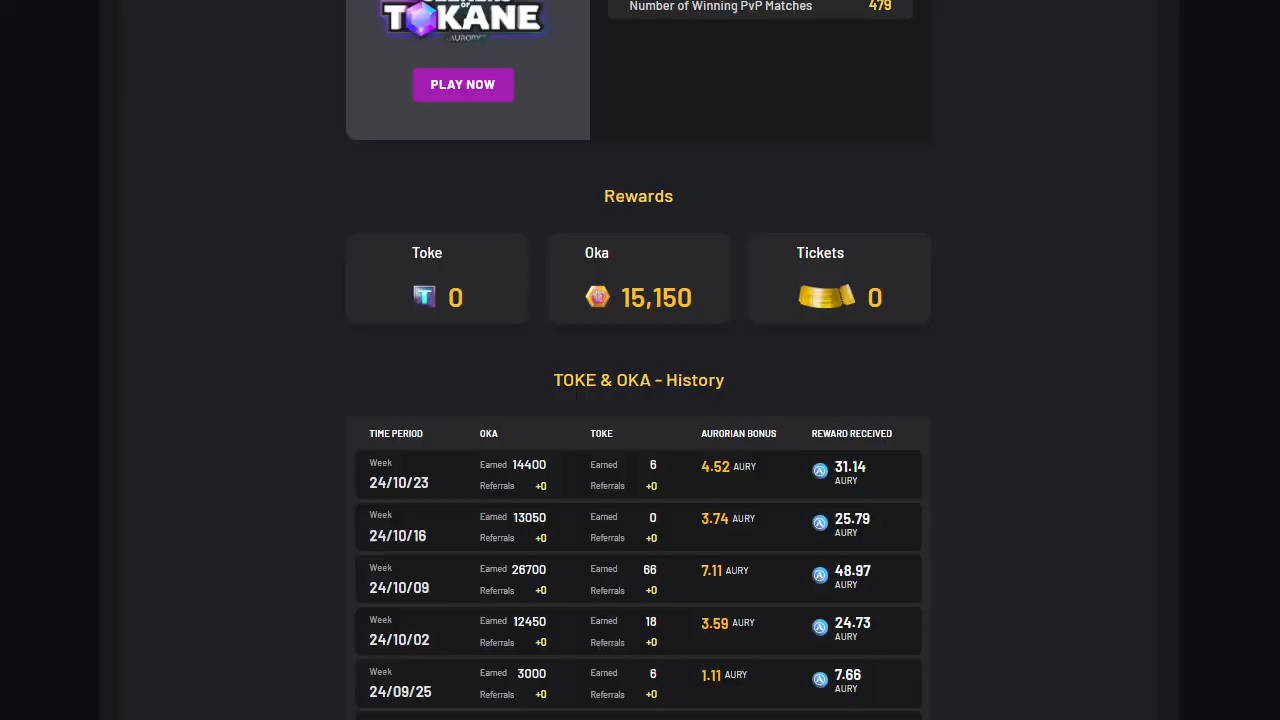 Number of Winning PvP Matches 479
OF
TOKANE
AURORY
PLAY NOW
Rewards
Toke Oka Tickets
T 0 15,150 0
TOKE & OKA - History
TIME PERIOD OKA TOKE AURORIAN BONUS REWARD RECEIVED
Week Earned 14400 Earned 6 4.52 AURY 31.14
24/10/23 Referrals +0 Referrals +0 AURY
Week Earned 13050 Earned 0 3.74 AURY 25.79
24/10/16 Referrals +0 Referrals +0 AURY
Week Earned 26700 Earned 66 7.11 AURY 48.97
24/10/09 Referrals +0 Referrals +0 AURY
Week Earned 12450 Earned 18 3.59 AURY 24.73
24/10/02 Referrals +0 Referrals +0 AURY
Week Earned 3000 Earned 6 1.11 AURY 7.66
24/09/25 Referrals +0 Referrals +0 AURY